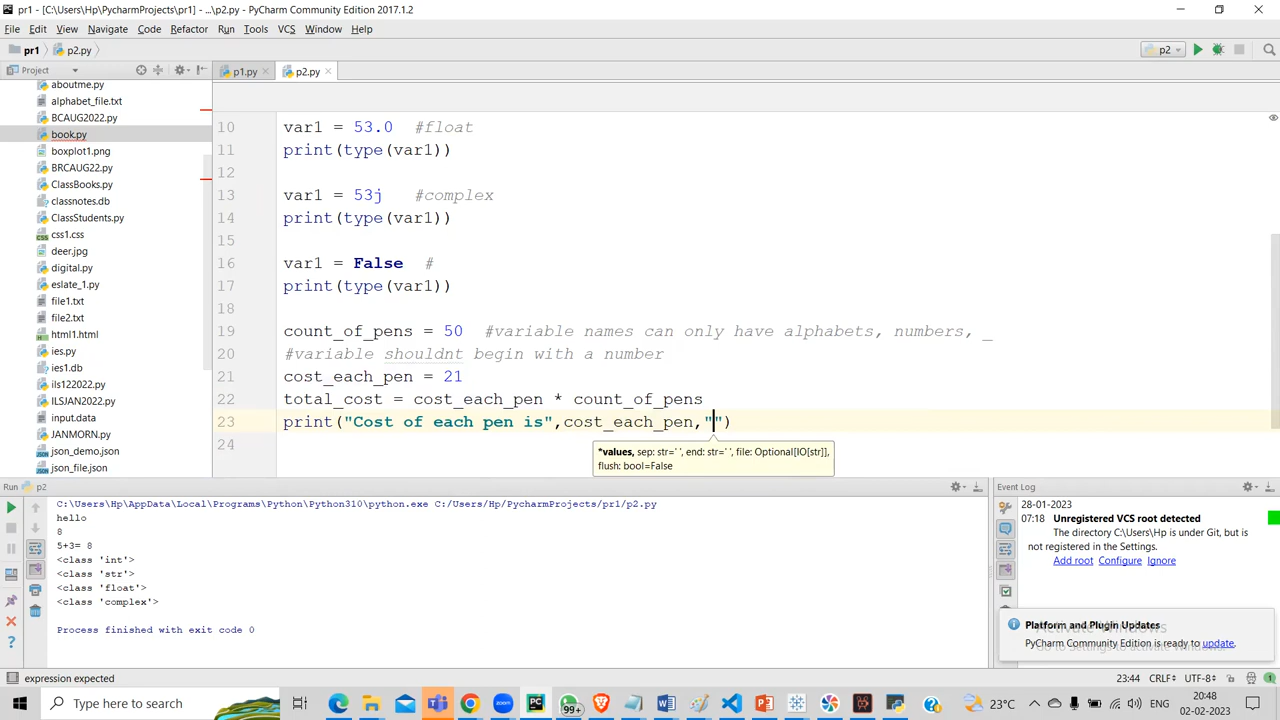 pr1 - [C:\Users\Hp\PycharmProjects\pr1] - ...\p2.py - PyCharm Community Edition 2017.1.2
File Edit View Navigate Code Refactor Run Tools VCS Window Help
pr1 p2.py p2
Project p1.py p2.py
aboutme.py
alphabet_file.txt
BCAUG2022.py
book.py
boxplot1.png
BRCAUG22.py
ClassBooks.py
classnotes.db
ClassStudents.py
css1.css
deer.jpg
digital.py
eslate_1.py
file1.txt
file2.txt
html1.html
ies.py
ies1.db
ils122022.py
ILSJAN2022.py
input.data
JANMORN.py
json_demo.json
json_file.json
10 var1 = 53.0 #float
11 print(type(var1))
12
13 var1 = 53j #complex
14 print(type(var1))
15
16 var1 = False #
17 print(type(var1))
18
19 count_of_pens = 50 #variable names can only have alphabets, numbers, _
20 #variable shouldnt begin with a number
21 cost_each_pen = 21
22 total_cost = cost_each_pen * count_of_pens
23 print("Cost of each pen is",cost_each_pen,"")
24
*values, sep: str=' ', end: str=' ', file: Optional[IO[str]],
flush: bool=False
Run p2
C:\Users\Hp\AppData\Local\Programs\Python\Python310\python.exe C:/Users/Hp/PycharmProjects/pr1/p2.py
hello
8
5+3= 8
<class 'int'>
<class 'str'>
<class 'float'>
<class 'complex'>
Process finished with exit code 0
Event Log
28-01-2023
07:18 Unregistered VCS root detected
The directory C:\Users\Hp is under Git, but is
not registered in the Settings.
Add root Configure Ignore
Platform and Plugin Updates
Activate Windows
PyCharm Community Edition is ready to update.
Go to Settings to activate Windows.
expression expected 23:44 CRLF UTF-8 1
Type here to search 99+ 23°C ENG 20:48
02-02-2023